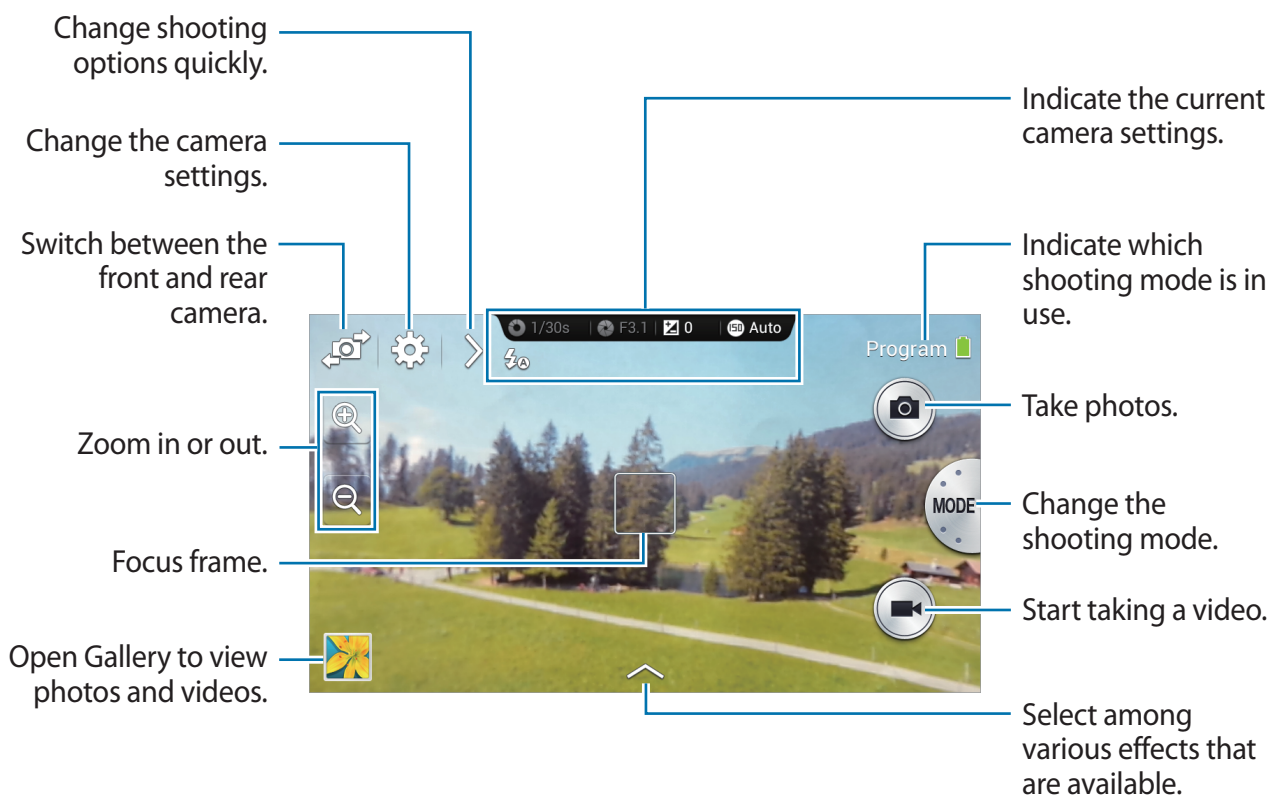 Change shooting
options quickly.
Change the camera
settings.
Switch between the
front and rear
camera.
Zoom in or out.
Focus frame.
Open Gallery to view
photos and videos.
1/30s
F3.1
0
ISO
Auto
A
Program
MODE
Indicate the current
camera settings.
Indicate which
shooting mode is in
use.
Take photos.
Change the
shooting mode.
Start taking a video.
Select among
various effects that
are available.